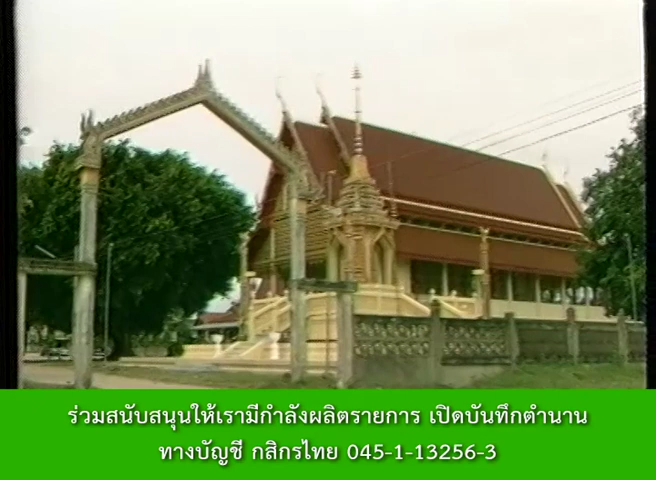 ร่วมสนับสนุนให้เรามีกำลังผลิตรายการ เปิดบันทึกตำนาน
ทางบัญชี กสิกรไทย 045-1-13256-3